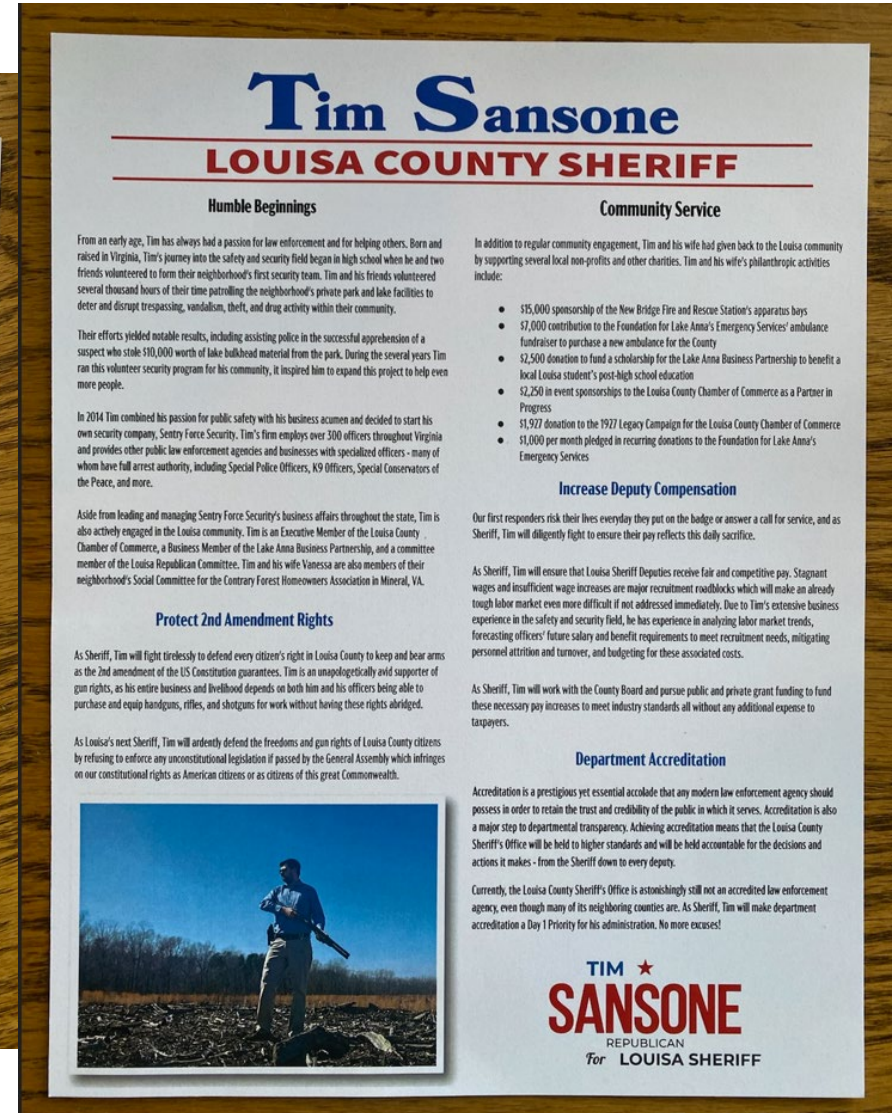 Tim Sansone
LOUISA COUNTY SHERIFF
Humble Beginnings
From an early age, Tim has always had a passion for law enforcement and for helping others. Born and
raised in Virginia, Tim's journey into the safety and security field began in high school when he and two
friends volunteered to form their neighborhood's first security team. Tim and his friends volunteered
several thousand hours of their time patrolling the neighborhood's private park and lake facilities to
deter and disrupt trespassing, vandalism, theft, and drug activity within their community.
Their efforts yielded notable results, including assisting police in the successful apprehension of a
suspect who stole $10,000 worth of lake bulkhead material from the park. During the several years Tim
ran this volunteer security program for his community, it inspired him to expand this project to help even
more people.
In 2014 Tim combined his passion for public safety with his business acumen and decided to start his
own security company, Sentry Force Security. Tim's firm employs over 300 officers throughout Virginia
and provides other public law enforcement agencies and businesses with specialized officers - many of
whom have full arrest authority, including Special Police Officers, K9 Officers, Special Conservators of
the Peace, and more.
Aside from leading and managing Sentry Force Security's business affairs throughout the state, Tim is
also actively engaged in the Louisa community. Tim is an Executive Member of the Louisa County
Chamber of Commerce, a Business Member of the Lake Anna Business Partnership, and a committee
member of the Louisa Republican Committee. Tim and his wife Vanessa are also members of their
neighborhood's Social Committee for the Contrary Forest Homeowners Association in Mineral, VA.
Protect 2nd Amendment Rights
As Sheriff, Tim will fight tirelessly to defend every citizen's right in Louisa County to keep and bear arms
as the 2nd amendment of the US Constitution guarantees. Tim is an unapologetically avid supporter of
gun rights, as his entire business and livelihood depends on both him and his officers being able to
purchase and equip handguns, rifles, and shotguns for work without having these rights abridged.
As Louisa's next Sheriff, Tim will ardently defend the freedoms and gun rights of Louisa County citizens
by refusing to enforce any unconstitutional legislation if passed by the General Assembly which infringes
on our constitutional rights as American citizens or as citizens of this great Commonwealth.
Community Service
In addition to regular community engagement, Tim and his wife had given back to the Louisa community
by supporting several local non-profits and other charities. Tim and his wife's philanthropic activities
include:
• $15,000 sponsorship of the New Bridge Fire and Rescue Station's apparatus bays
• $7,000 contribution to the Foundation for Lake Anna's Emergency Services' ambulance
fundraiser to purchase a new ambulance for the County
• $2,500 donation to fund a scholarship for the Lake Anna Business Partnership to benefit a
local Louisa student's post-high school education
• $2,250 in event sponsorships to the Louisa County Chamber of Commerce as a Partner in
Progress
• $1,927 donation to the 1927 Legacy Campaign for the Louisa County Chamber of Commerce
• $1,000 per month pledged in recurring donations to the Foundation for Lake Anna's
Emergency Services
Increase Deputy Compensation
Our first responders risk their lives everyday they put on the badge or answer a call for service, and as
Sheriff, Tim will diligently fight to ensure their pay reflects this daily sacrifice.
As Sheriff, Tim will ensure that Louisa Sheriff Deputies receive fair and competitive pay. Stagnant
wages and insufficient wage increases are major recruitment roadblocks which will make an already
tough labor market even more difficult if not addressed immediately. Due to Tim's extensive business
experience in the safety and security field, he has experience in analyzing labor market trends,
forecasting officers' future salary and benefit requirements to meet recruitment needs, mitigating
personnel attrition and turnover, and budgeting for these associated costs.
As Sheriff, Tim will work with the County Board and pursue public and private grant funding to fund
these necessary pay increases to meet industry standards all without any additional expense to
taxpayers.
Department Accreditation
Accreditation is a prestigious yet essential accolade that any modern law enforcement agency should
possess in order to retain the trust and credibility of the public in which it serves. Accreditation is also
a major step to departmental transparency. Achieving accreditation means that the Louisa County
Sheriff's Office will be held to higher standards and will be held accountable for the decisions and
actions it makes - from the Sheriff down to every deputy.
Currently, the Louisa County Sheriff's Office is astonishingly still not an accredited law enforcement
agency, even though many of its neighboring counties are. As Sheriff, Tim will make department
accreditation a Day 1 Priority for his administration. No more excuses!
TIM
SANSONE
REPUBLICAN
For LOUISA SHERIFF